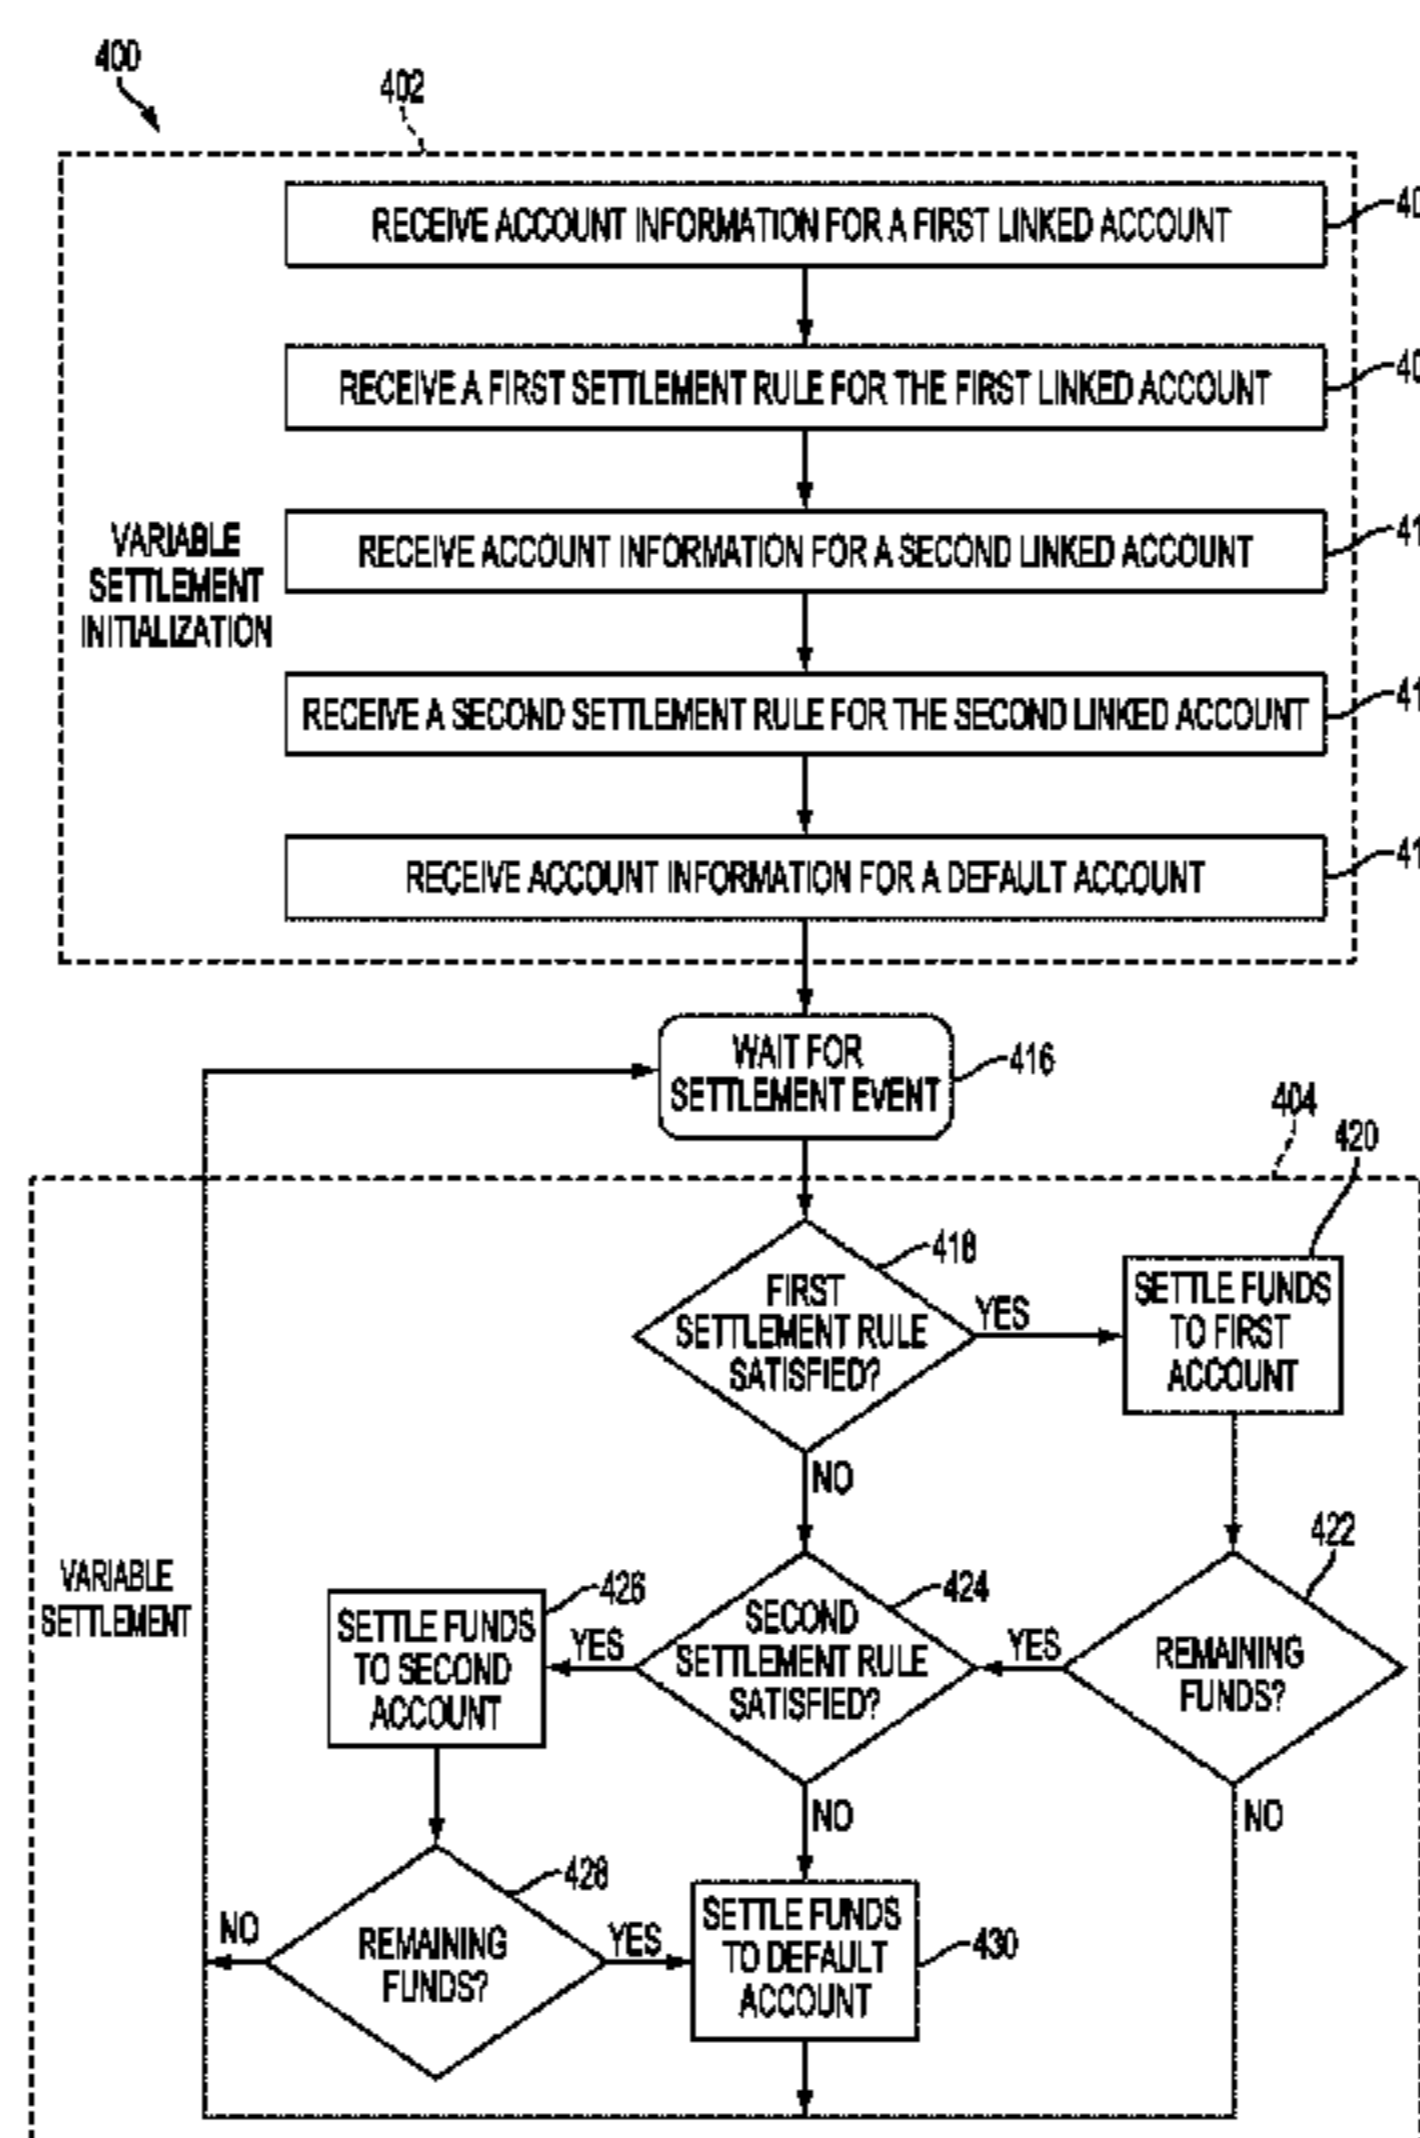 400
402
RECEIVE ACCOUNT INFORMATION FOR A FIRST LINKED ACCOUNT
RECEIVE A FIRST SETTLEMENT RULE FOR THE FIRST LINKED ACCOUNT
VARIABLE
SETTLEMENT
INITIALIZATION
RECEIVE ACCOUNT INFORMATION FOR A SECOND LINKED ACCOUNT
RECEIVE A SECOND SETTLEMENT RULE FOR THE SECOND LINKED ACCOUNT
RECEIVE ACCOUNT INFORMATION FOR A DEFAULT ACCOUNT
WAIT FOR
SETTLEMENT EVENT
416
404
420
418
FIRST
SETTLEMENT RULE
SATISFIED?
YES
SETTLE FUNDS
TO FIRST
ACCOUNT
NO
422
VARIABLE
SETTLEMENT
426
SETTLE FUNDS
TO SECOND
ACCOUNT
YES
424
SECOND
SETTLEMENT RULE
SATISFIED?
YES
REMAINING
FUNDS?
NO
NO
428
NO
REMAINING
FUNDS?
YES
SETTLE FUNDS
TO DEFAULT
ACCOUNT
430